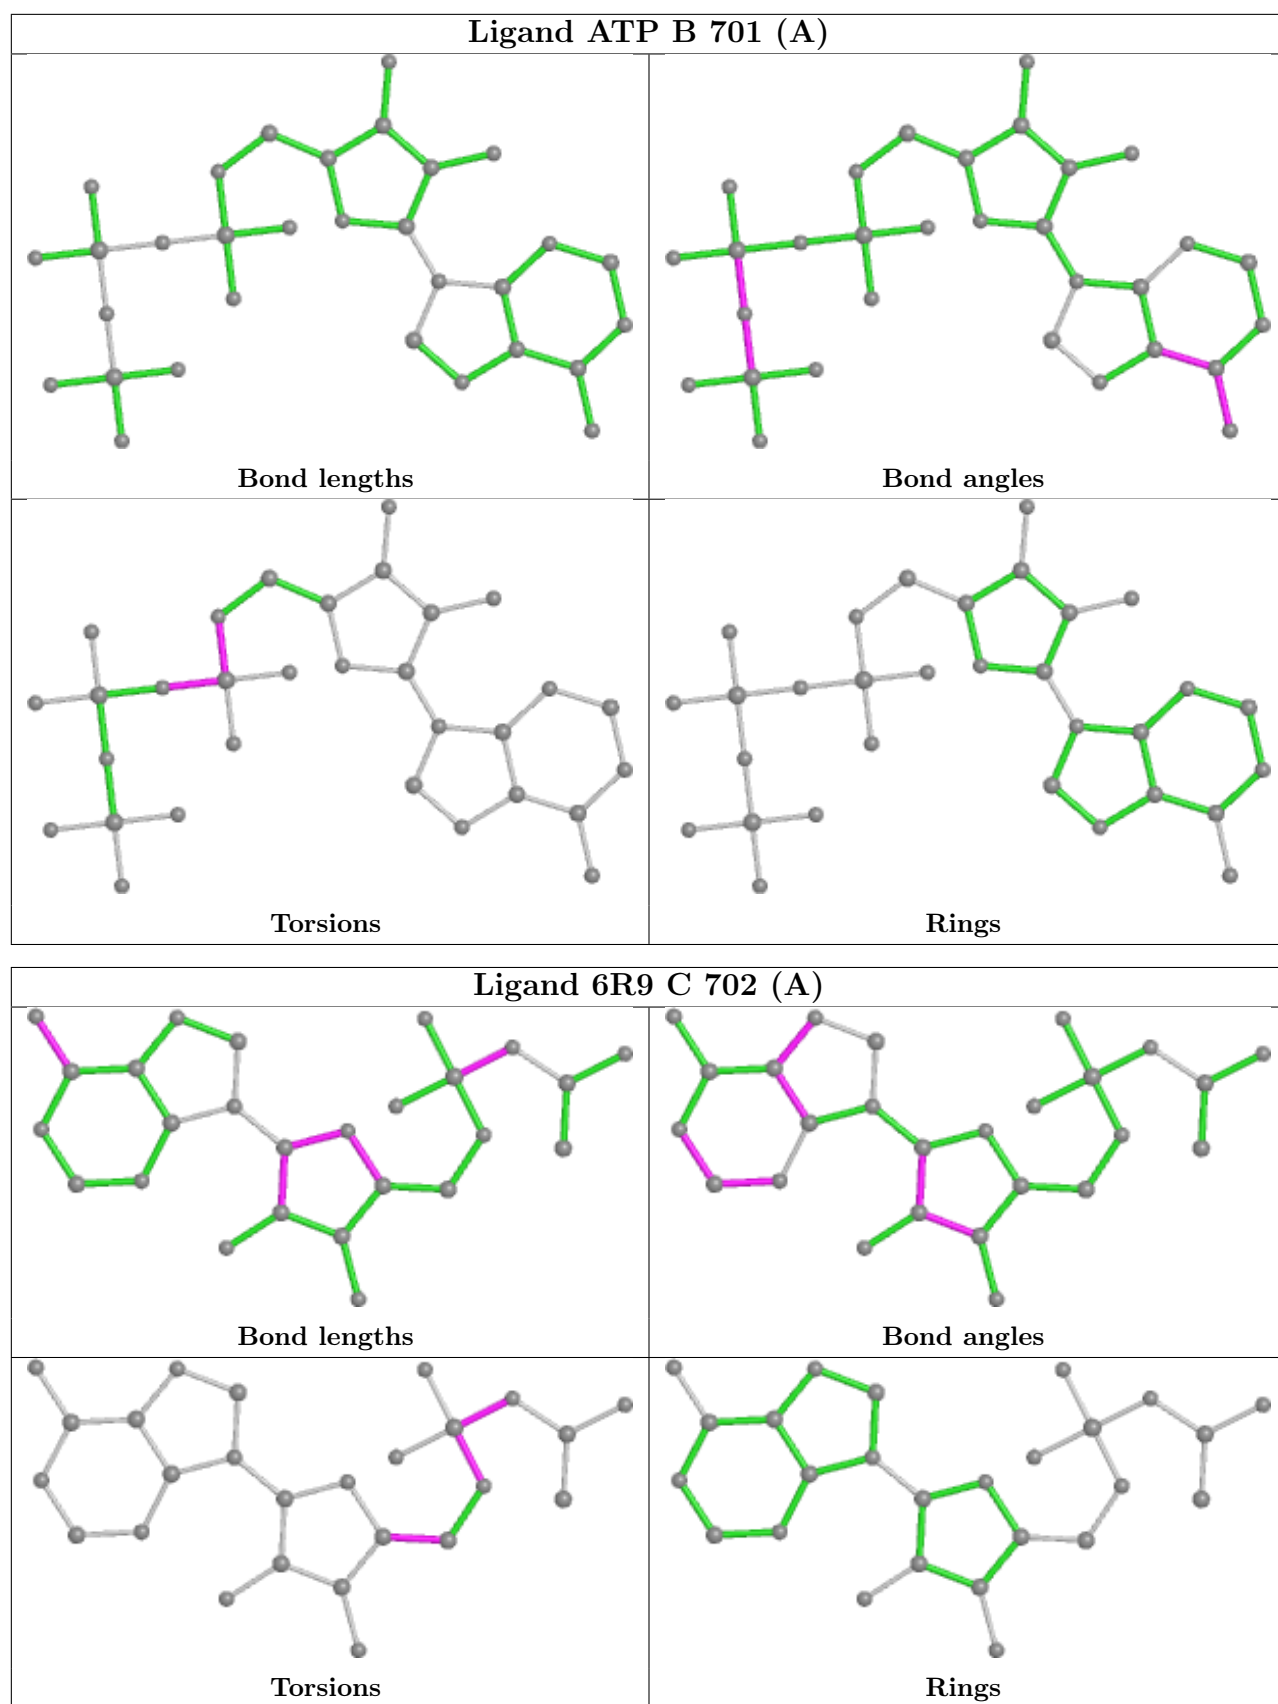 Ligand ATP B 701 (A)
Bond lengths
Bond angles
Torsions
Rings
Ligand 6R9 C 702 (A)
Bond lengths
Bond angles
Torsions
Rings